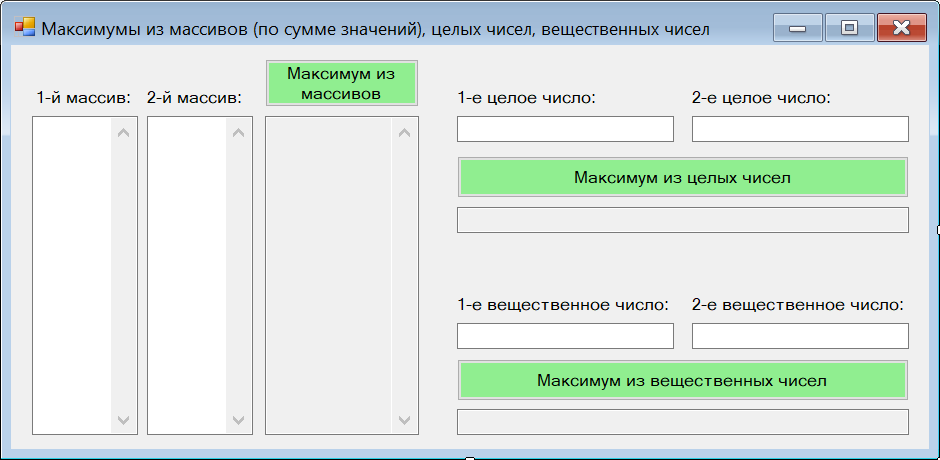 Максимумы из массивов (по сумме значений), целых чисел, вещественных чисел
1-й массив:
2-й массив:
Максимум из
массивов
1-е целое число:
2-е целое число:
Максимум из целых чисел
1-е вещественное число:
2-е вещественное число:
Максимум из вещественных чисел